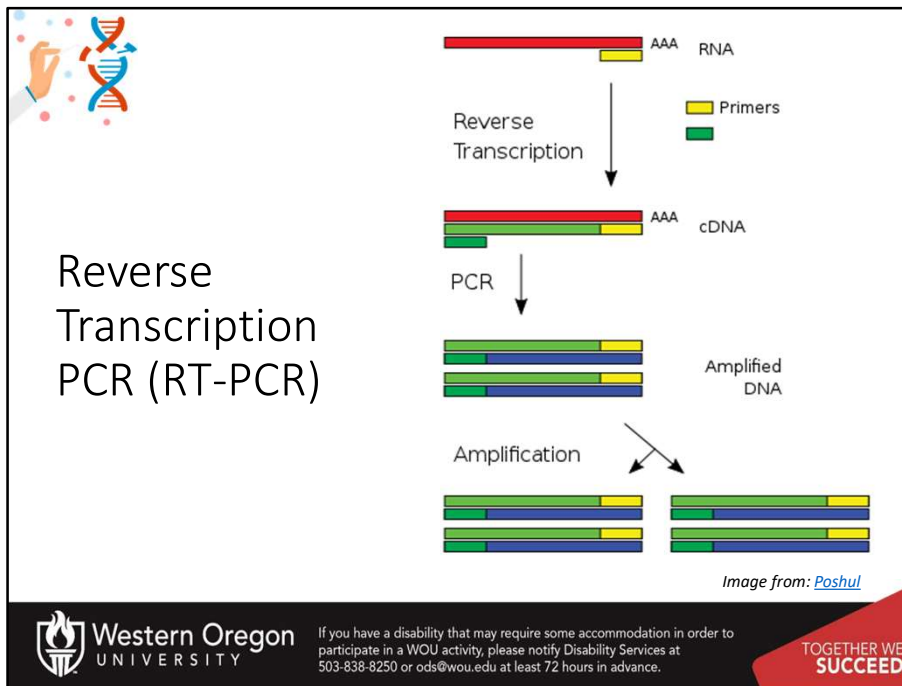 Reverse
Transcription
PCR (RT-PCR)
AAA RNA
Primers
Reverse
Transcription
AAA
cDNA
PCR
Amplified
DNA
Amplification
Image from: Poshul
Western Oregon
UNIVERSITY
If you have a disability that may require some accommodation in order to
participate in a WOU activity, please notify Disability Services at
503-838-8250 or ods@wou.edu at least 72 hours in advance.
TOGETHER WE
SUCCEED